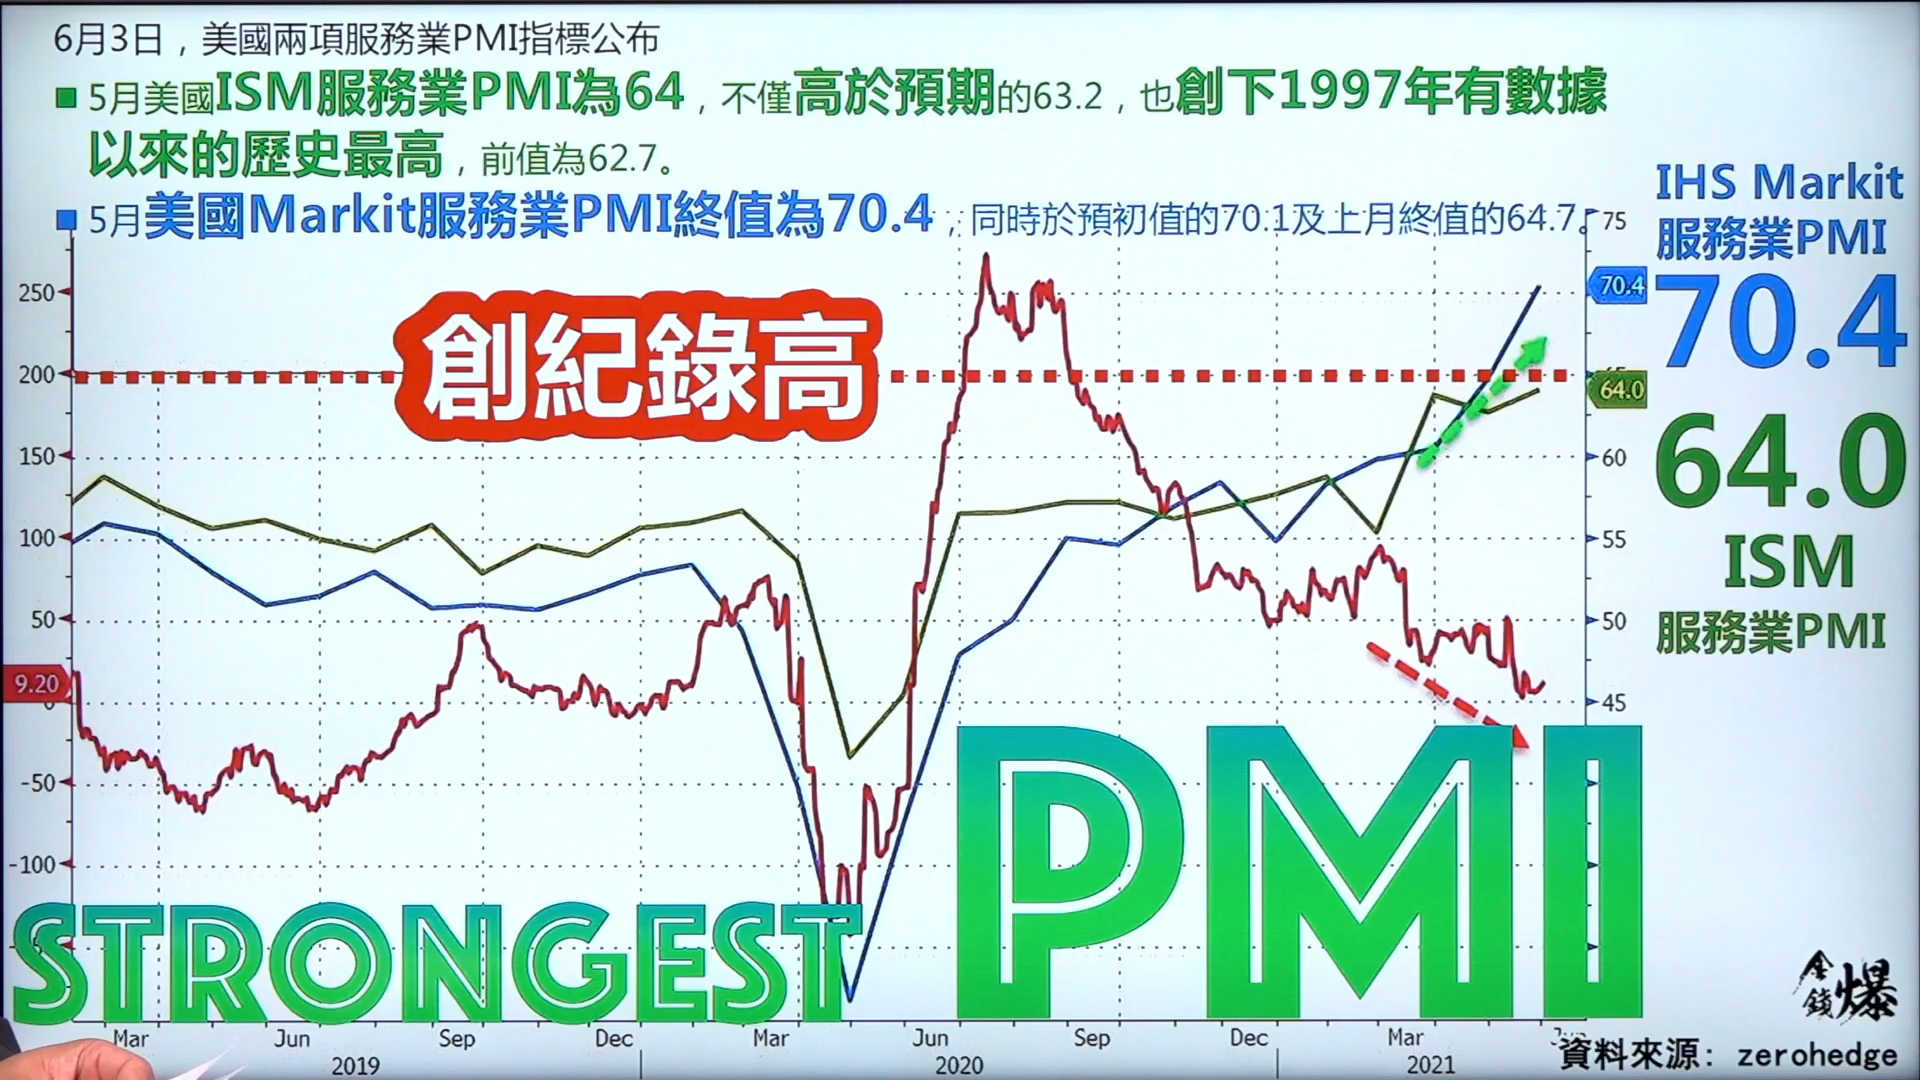 6月3日，美國兩項服務業PMI指標公布
■ 5月美國ISM服務業PMI為64，不僅高於預期的63.2，也創下1997年有數據
以來的歷史最高，前值為62.7。
■ 5月美國Markit服務業PMI終值為70.4，同時於預初值的70.1及上月終值的64.7。
IHS Markit
服務業PMI
70.4
64.0
ISM
服務業PMI
創紀錄高
250
200
150
100
50
9.20
0
-50
-100
75
70.4
64.0
60
55
50
45
STRONGEST PMI
Mar Jun Sep Dec Mar Jun Sep Dec Mar
2019 2020 2021
金錢爆
資料來源: zerohedge